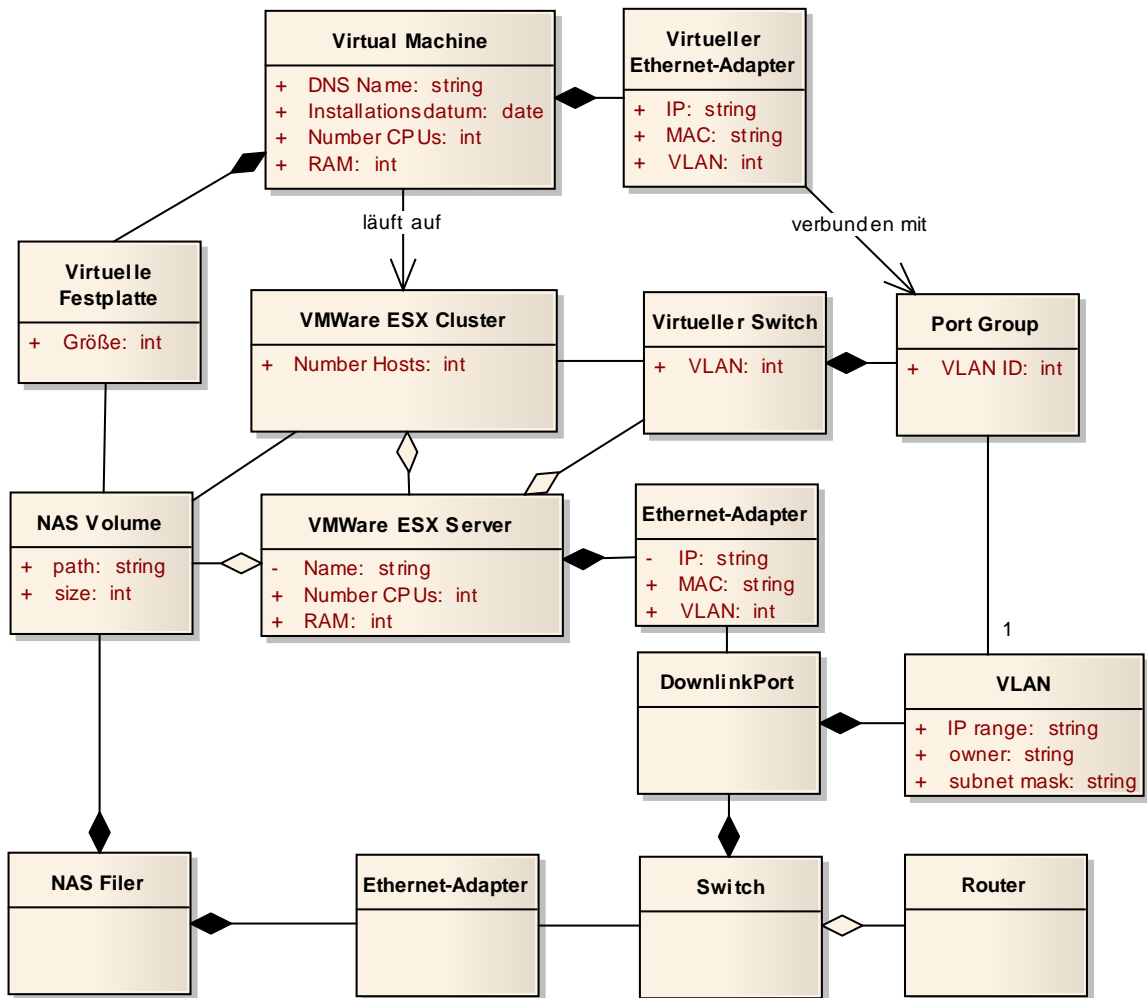 Virtual Machine
+ DNS Name: string
+ Installationsdatum: date
+ Number CPUs: int
+ RAM: int
Virtueller
Ethernet-Adapter
+ IP: string
+ MAC: string
+ VLAN: int
läuft auf
verbunden mit
Virtuelle
Festplatte
+ Größe: int
VMWare ESX Cluster
+ Number Hosts: int
Virtueller Switch
+ VLAN: int
Port Group
+ VLAN ID: int
NAS Volume
+ path: string
+ size: int
VMWare ESX Server
- Name: string
+ Number CPUs: int
+ RAM: int
Ethernet-Adapter
- IP: string
+ MAC: string
+ VLAN: int
1
DownlinkPort
VLAN
+ IP range: string
+ owner: string
+ subnet mask: string
NAS Filer
Ethernet-Adapter
Switch
Router